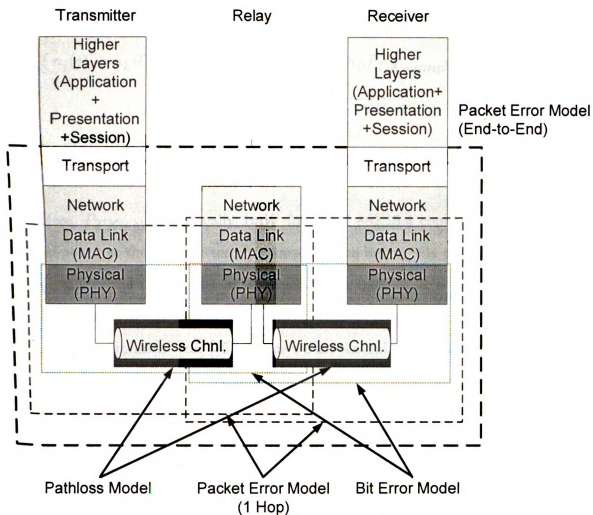 Transmitter
Relay
Receiver
Higher
Layers
(Application
+
Presentation
+Session)
Transport
Network
Data Link
(MAC)
Physical
(PHY)
Network
Data Link
(MAC)
Physical
(PHY)
Higher
Layers
(Application+
Presentation
+Session)
Transport
Network
Data Link
(MAC)
Physical
(PHY)
Packet Error Model
(End-to-End)
Wireless Chnl.
Wireless Chnl.
Pathloss Model
Packet Error Model
(1 Hop)
Bit Error Model